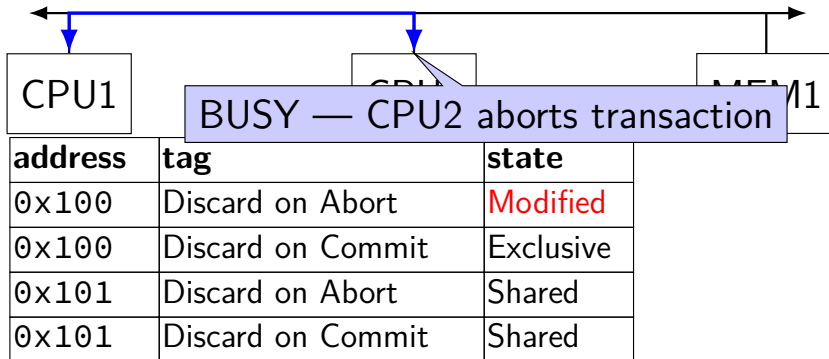 CPU1
MEM1
BUSY — CPU2 aborts transaction
address tag state
0x100 Discard on Abort Modified
0x100 Discard on Commit Exclusive
0x101 Discard on Abort Shared
0x101 Discard on Commit Shared